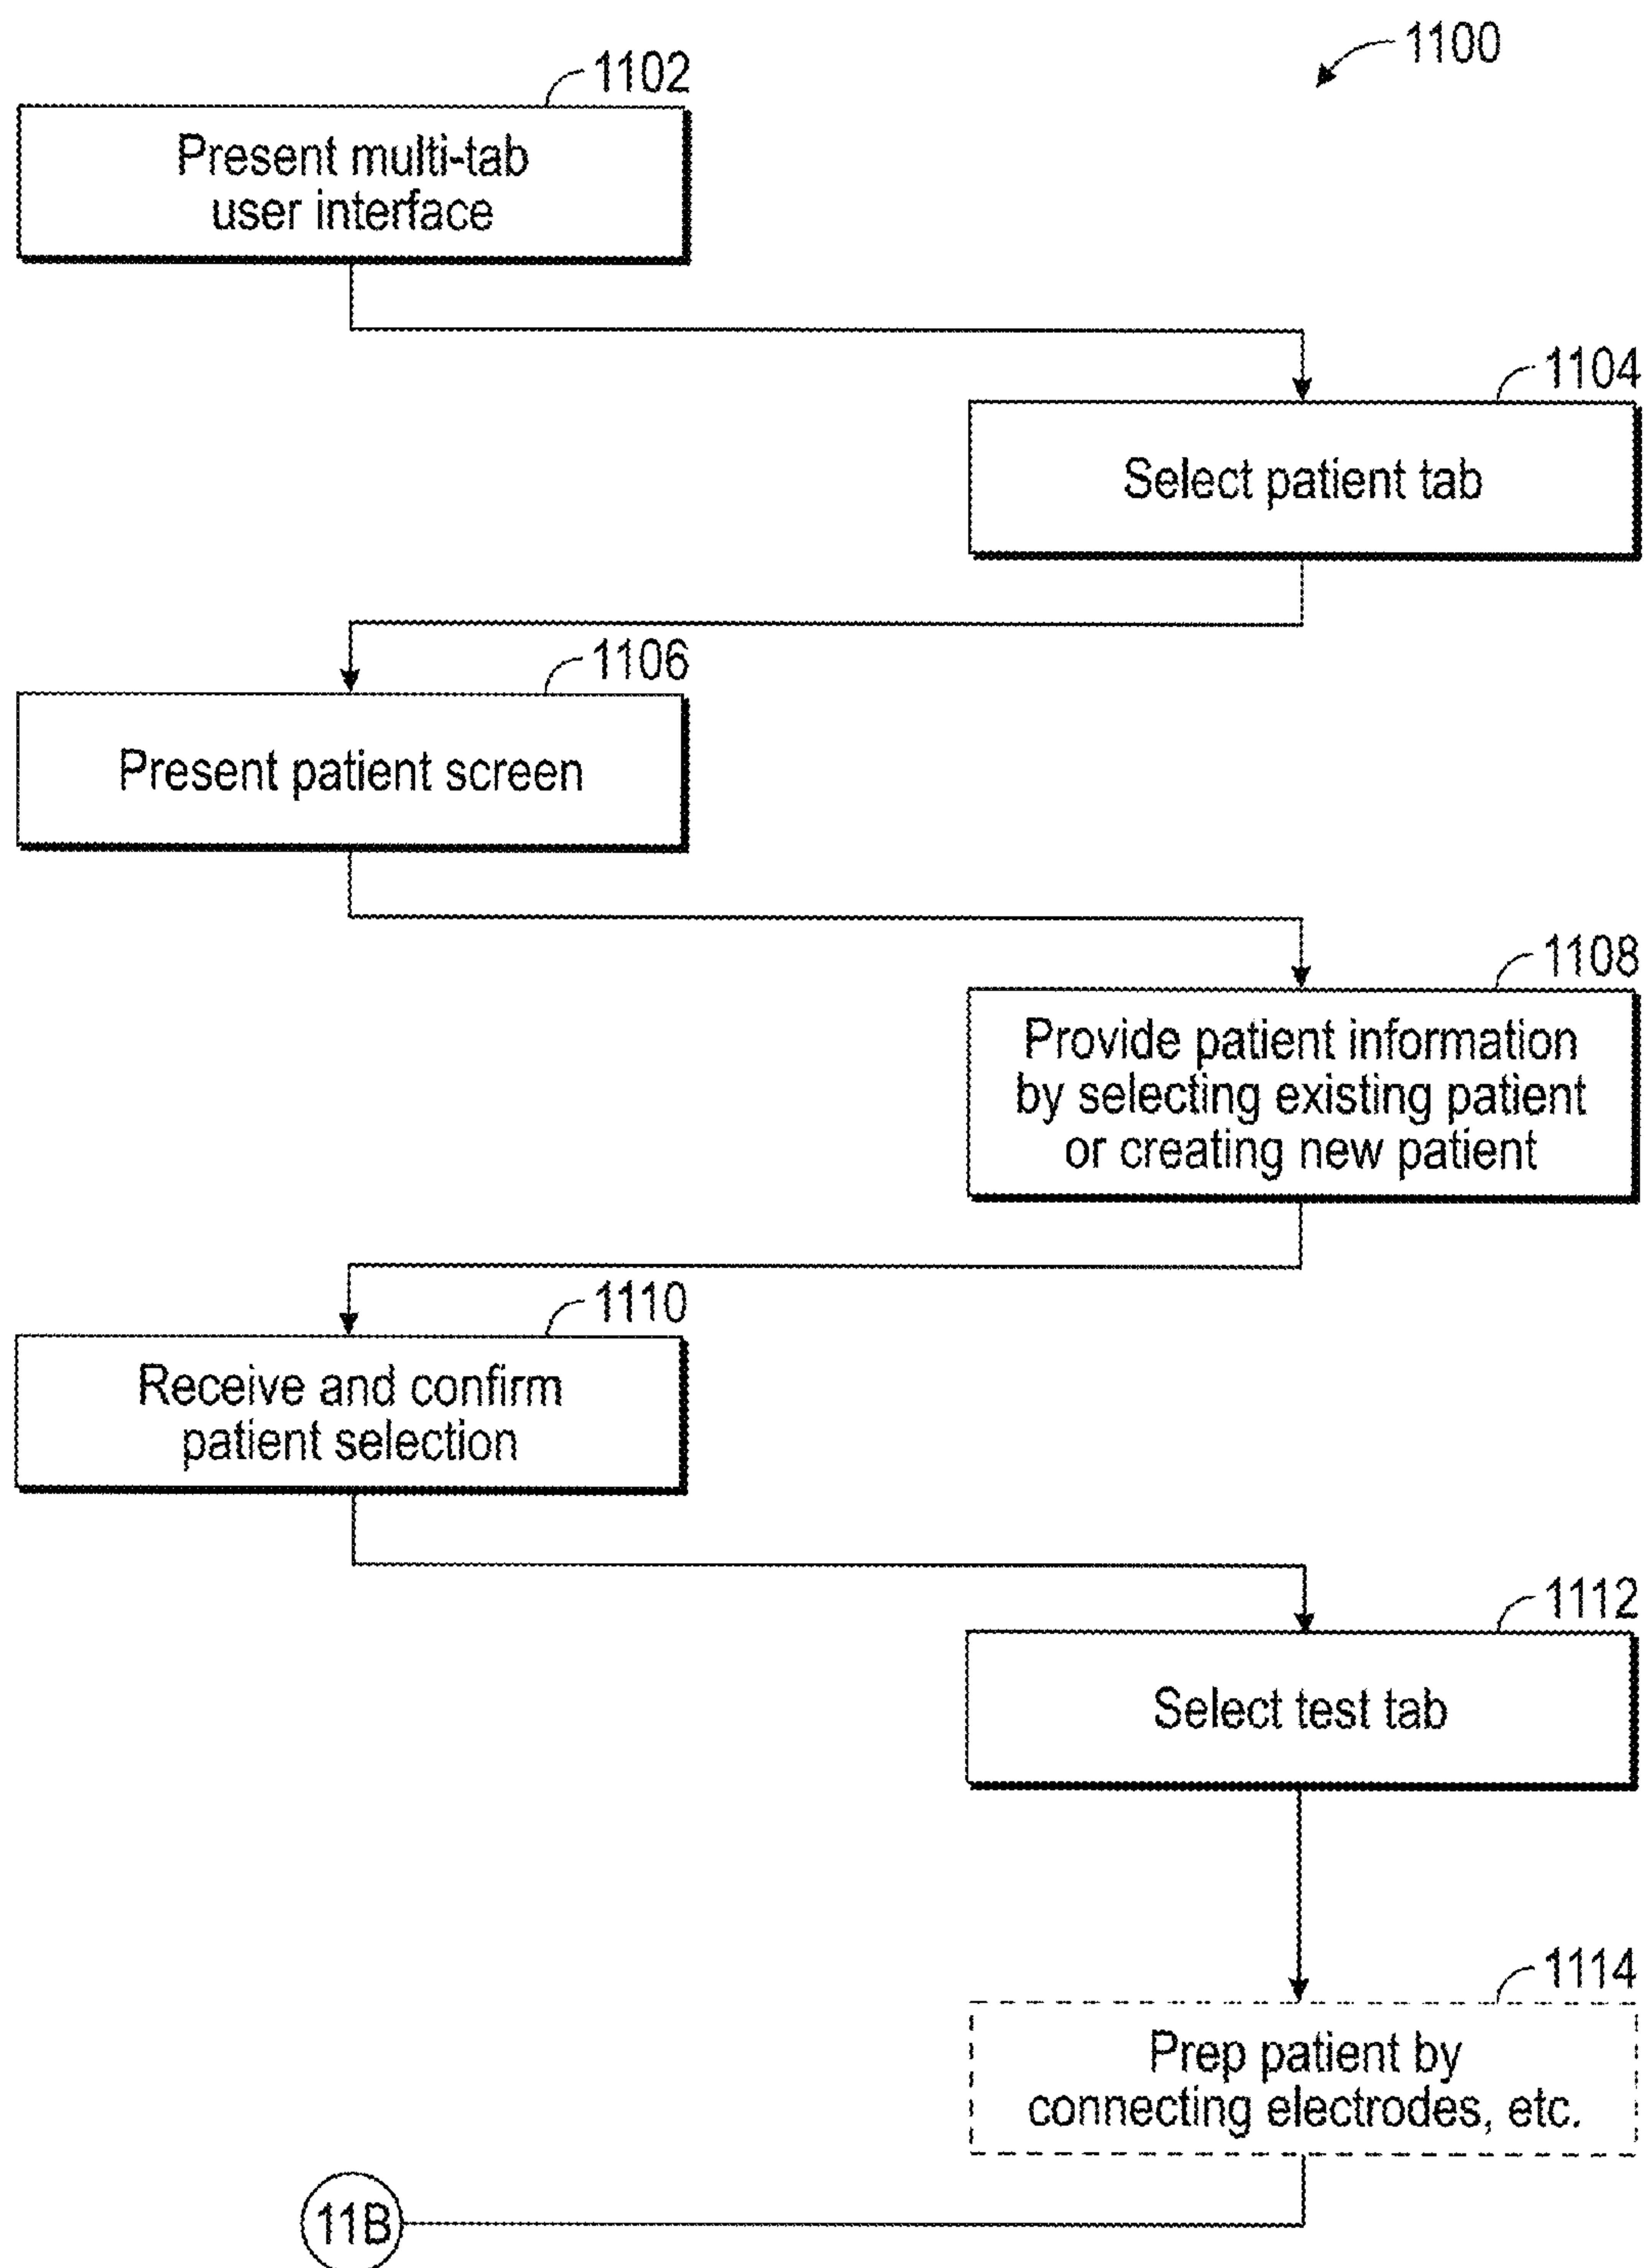 1100
1102
Present multi-tab
user interface
1104
Select patient tab
1106
Present patient screen
1108
Provide patient information
by selecting existing patient
or creating new patient
1110
Receive and confirm
patient selection
1112
Select test tab
1114
Prep patient by
connecting electrodes, etc.
11B